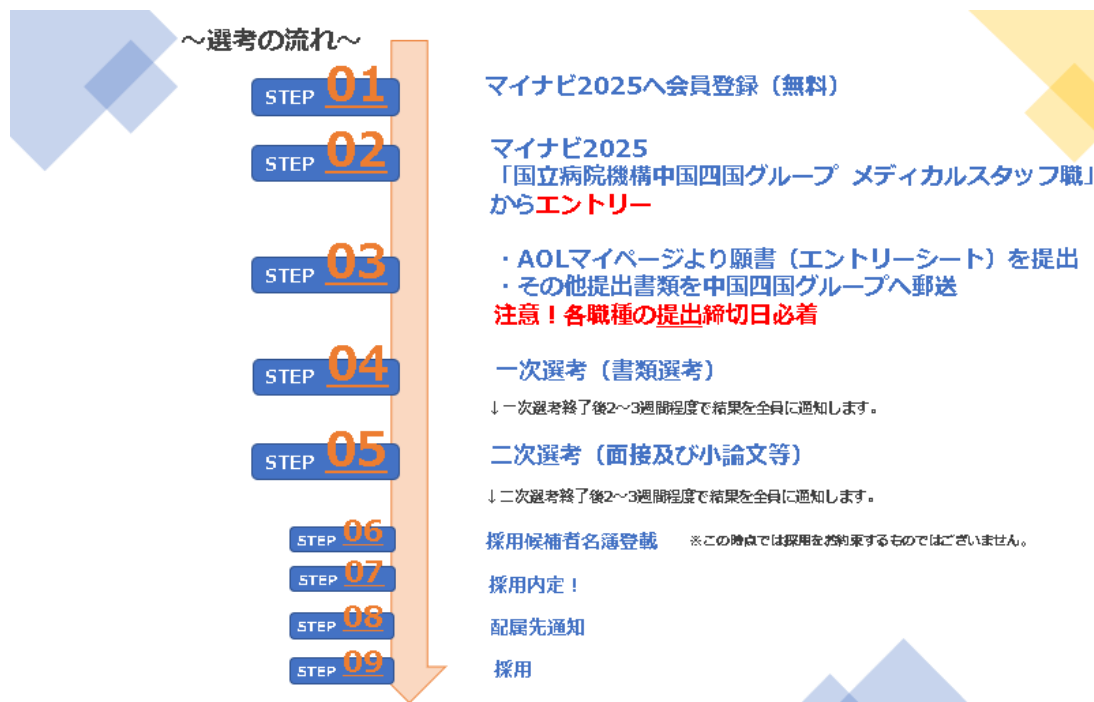 ～選考の流れ～
STEP 01
マイナビ2025へ会員登録（無料）
STEP 02
マイナビ2025
「国立病院機構中国四国グループ メディカルスタッフ職」
からエントリー
STEP 03
・AOLマイページより願書（エントリーシート）を提出
・その他提出書類を中国四国グループへ郵送
注意！各職種の提出締切日必着
STEP 04
一次選考（書類選考）
↓一次選考終了後2～3週間程度で結果を全員に通知します。
STEP 05
二次選考（面接及び小論文等）
↓二次選考終了後2～3週間程度で結果を全員に通知します。
STEP 06
採用候補者名簿登載 ※この時点では採用をお約束するものではございません。
STEP 07
採用内定！
STEP 08
配属先通知
STEP 09
採用